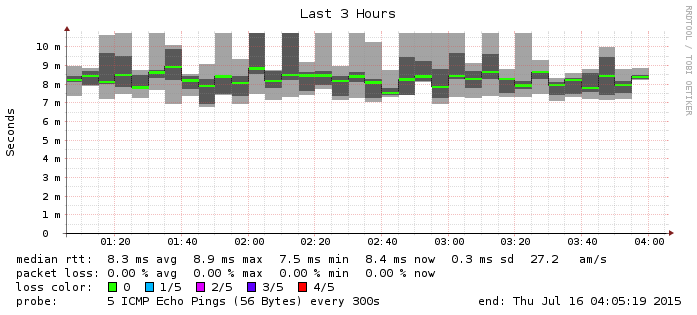 Last 3 Hours
RRDTOOL / TOBI OETIKER
Seconds
10 m
9 m
8 m
7 m
6 m
5 m
4 m
3 m
2 m
1 m
0
01:20 01:40 02:00 02:20 02:40 03:00 03:20 03:40 04:00
median rtt: 8.3 ms avg 8.9 ms max 7.5 ms min 8.4 ms now 0.3 ms sd 27.2 am/s
packet loss: 0.00 % avg 0.00 % max 0.00 % min 0.00 % now
loss color: 0 1/5 2/5 3/5 4/5
probe: 5 ICMP Echo Pings (56 Bytes) every 300s end: Thu Jul 16 04:05:19 2015